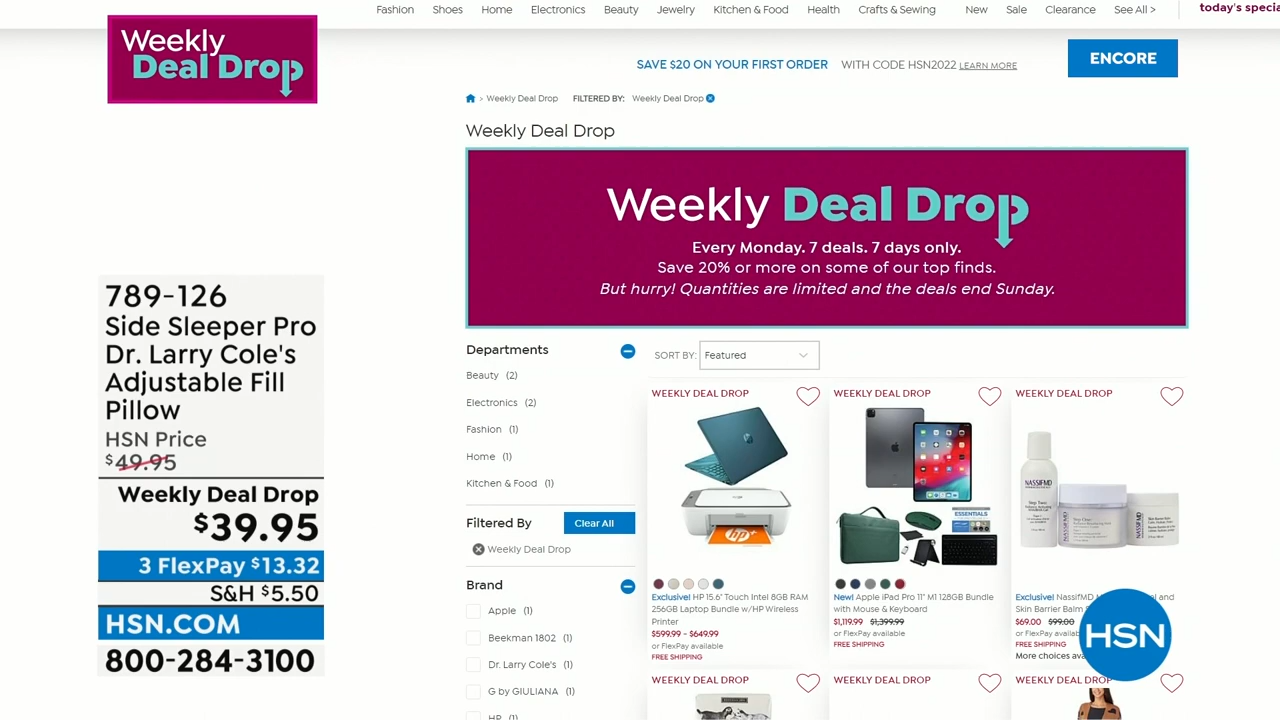 Fashion Shoes Home Electronics Beauty Jewelry Kitchen & Food Health Crafts & Sewing New Sale Clearance See All > today's
Weekly
Deal Drop
SAVE $20 ON YOUR FIRST ORDER WITH CODE HSN2022 LEARN MORE
ENCORE
> Weekly Deal Drop FILTERED BY: Weekly Deal Drop
Weekly Deal Drop
Weekly Deal Drop
Every Monday. 7 deals. 7 days only.
Save 20% or more on some of our top finds.
But hurry! Quantities are limited and the deals end Sunday.
789-126
Side Sleeper Pro
Dr. Larry Cole's
Adjustable Fill
Pillow
HSN Price
$49.95
Weekly Deal Drop
$39.95
3 FlexPay $13.32
S&H $5.50
HSN.COM
800-284-3100
Departments
Beauty (2)
Electronics (2)
Fashion (1)
Home (1)
Kitchen & Food (1)
Filtered By Clear All
Weekly Deal Drop
Brand
Apple (1)
Beekman 1802 (1)
Dr. Larry Cole's (1)
G by GIULIANA (1)
HP (1)
SORT BY: Featured
WEEKLY DEAL DROP
hp
hp+
Exclusive! HP 15.6" Touch Intel 8GB RAM
256GB Laptop Bundle w/HP Wireless
Printer
$599.99 - $649.99
or FlexPay available
FREE SHIPPING
WEEKLY DEAL DROP
ESSENTIALS
New! Apple iPad Pro 11" M1 128GB Bundle
with Mouse & Keyboard
$1,119.99 $1,399.99
or FlexPay available
FREE SHIPPING
WEEKLY DEAL DROP
NASSIFMD
NASSIFMD
NASSIFMD
Exclusive! NassifMD and
Skin Barrier Balm
$69.00 $99.00
or FlexPay
FREE SHIPPING
More choices
HSN
WEEKLY DEAL DROP
WEEKLY DEAL DROP
WEEKLY DEAL DROP